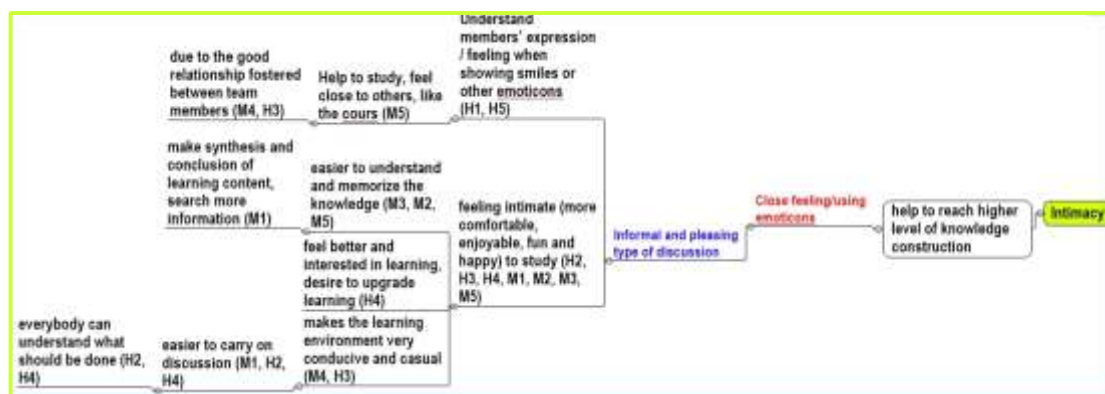 Understand
members' expression
/ feeling when
showing smiles or
other emoticons
(H1, H5)
due to the good
relationship fostered
between team
members (M4, H3)
Help to study, feel
close to others, like
the cours (M5)
make synthesis and
conclusion of
learning content,
search more
information (M1)
easier to understand
and memorize the
knowledge (M3, M2,
M5)
feeling intimate (more
comfortable,
enjoyable, fun and
happy) to study (H2,
H3, H4, M1, M2, M3,
M5)
Informal and pleasing
type of discussion
Close feeling/using
emoticons
help to reach higher
level of knowledge
construction
Intimacy
feel better and
interested in learning,
desire to upgrade
learning (H4)
everybody can
understand what
should be done (H2,
H4)
easier to carry on
discussion (M1, H2,
H4)
makes the learning
environment very
conducive and casual
(M4, H3)